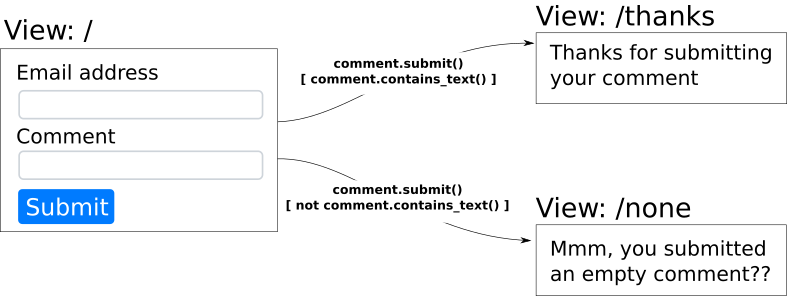 View: /
Email address
Comment
Submit
comment.submit()
[ comment.contains_text() ]
comment.submit()
[ not comment.contains_text() ]
View: /thanks
Thanks for submitting
your comment
View: /none
Mmm, you submitted
an empty comment??